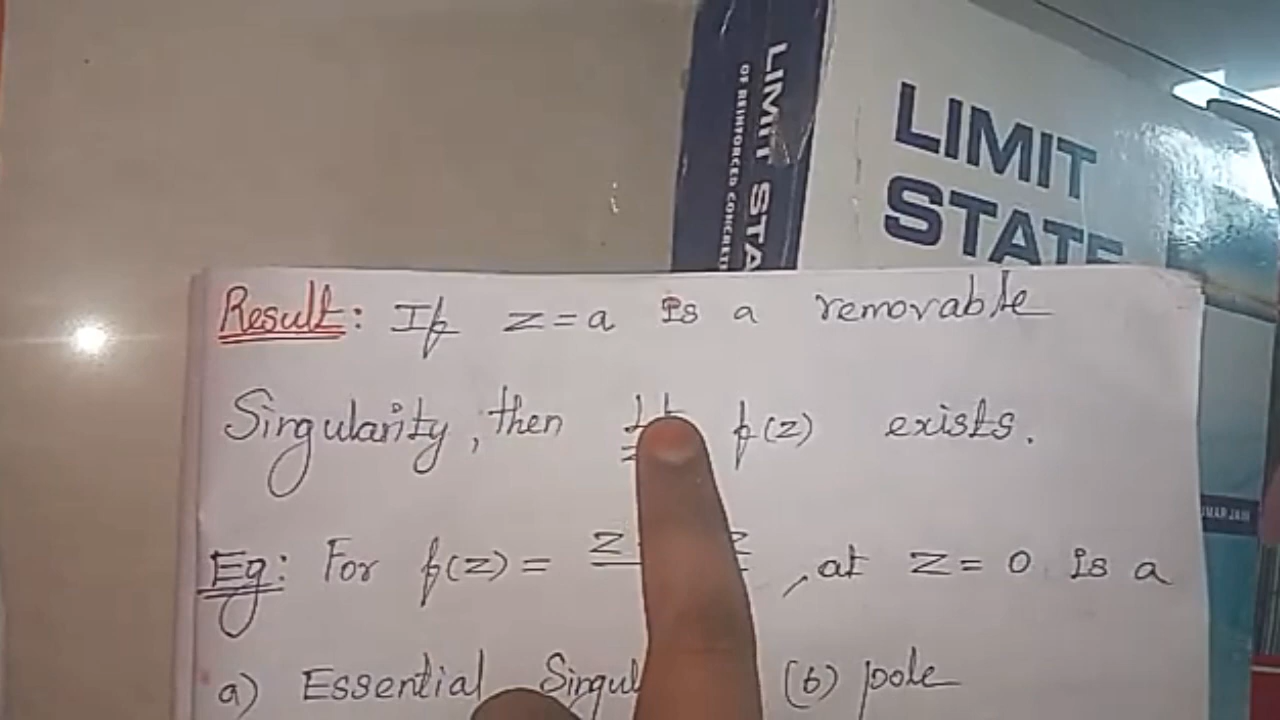 LIMIT STA
OF REINFORCED CONCRETE
LIMIT
STATE
Result: If z=a is a removable
Singularity, then Lt f(z) exists.
Eg: For f(z) = z , at z=0 is a
a) Essential (b) pole